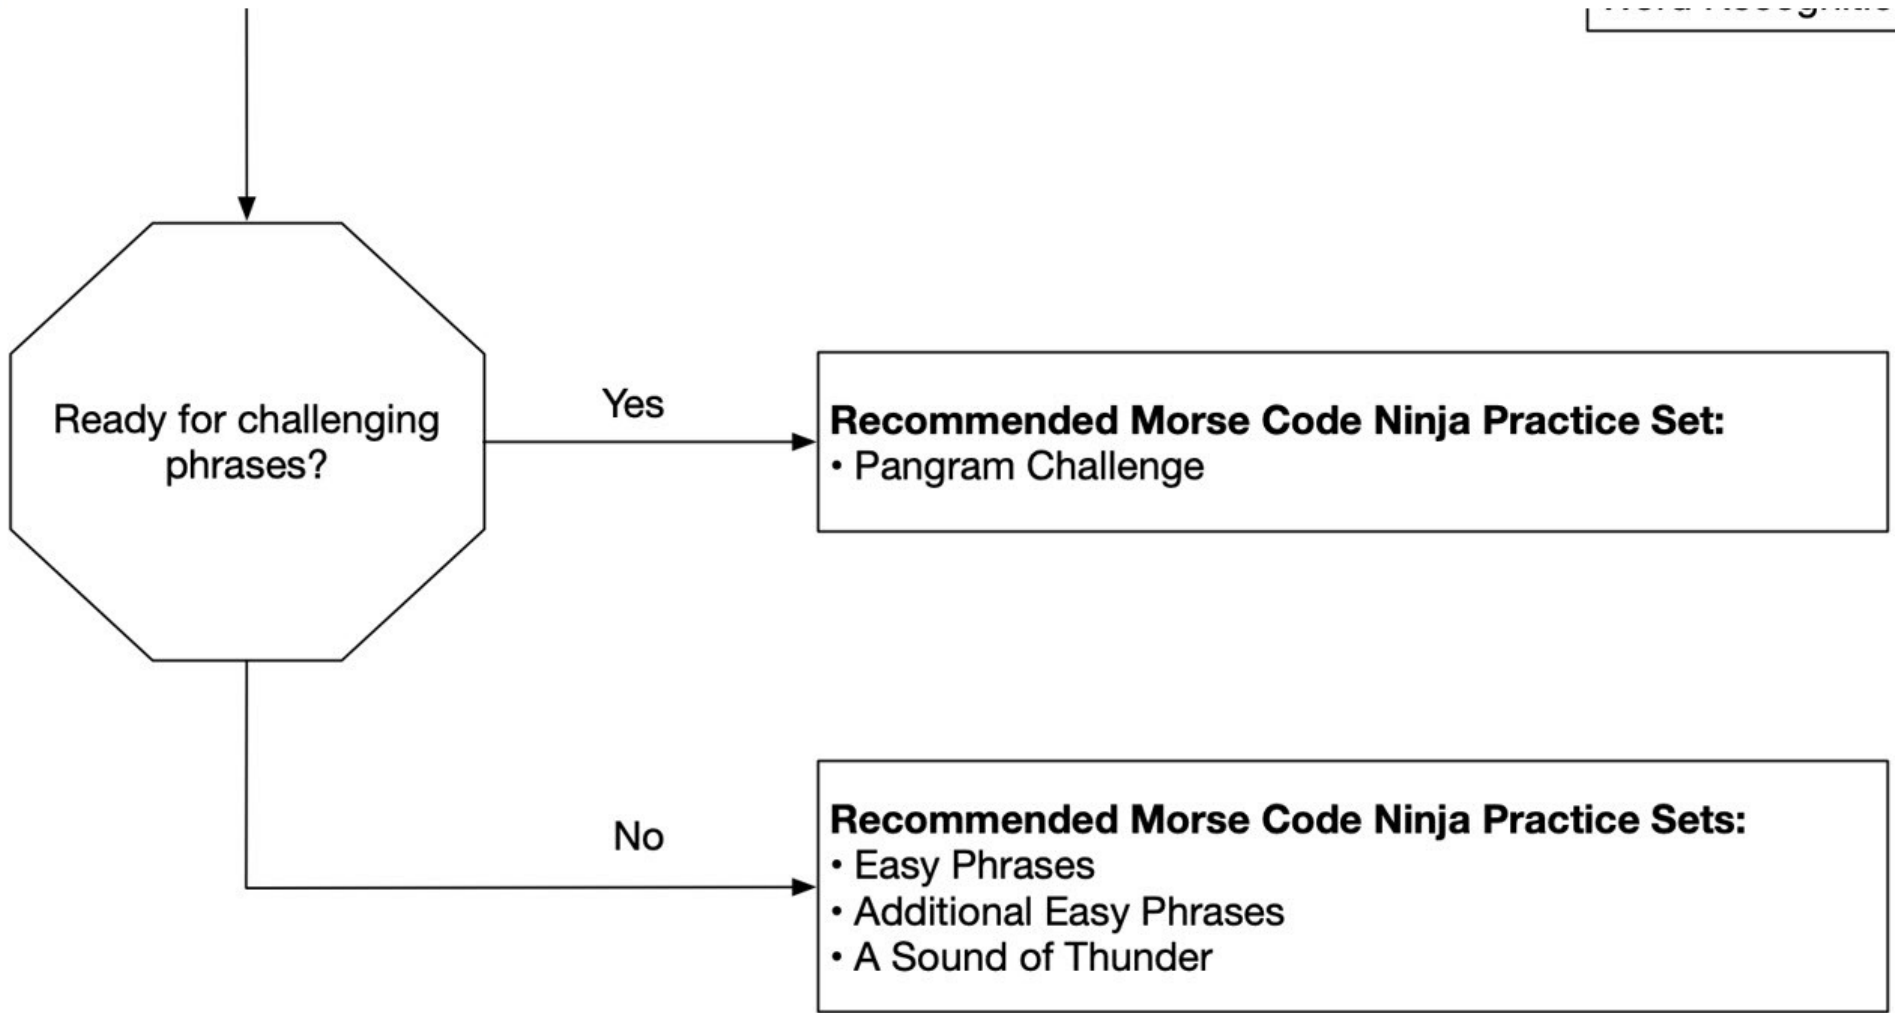 Ready for challenging
phrases?
Yes
Recommended Morse Code Ninja Practice Set:
• Pangram Challenge
No
Recommended Morse Code Ninja Practice Sets:
• Easy Phrases
• Additional Easy Phrases
• A Sound of Thunder